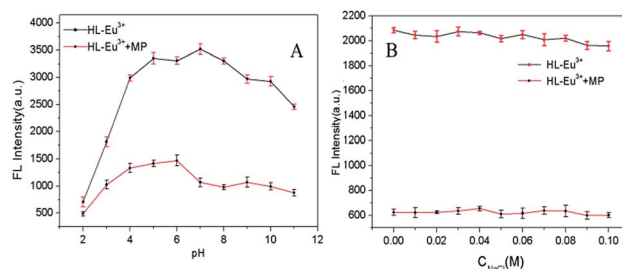 A
HL-Eu³⁺
HL-Eu³⁺+MP
FL Intensity(a.u.)
4000
3500
3000
2500
2000
1500
1000
500
0 2 4 6 8 10 12
pH
B
HL-Eu³⁺
HL-Eu³⁺+MP
FL Intensity(a.u.)
2200
2000
1800
1600
1400
1200
1000
800
600
0.00 0.02 0.04 0.06 0.08 0.10
C_NaCl(M)